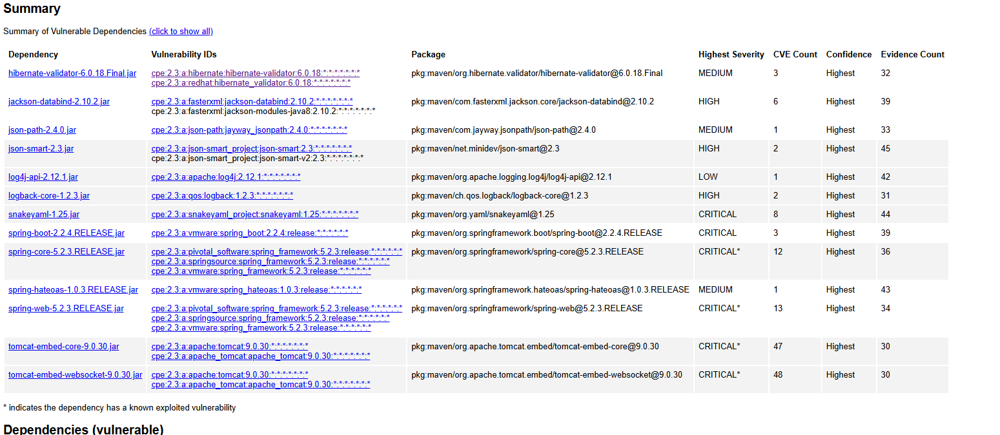 Summary
Summary of Vulnerable Dependencies (click to show all)
Dependency Vulnerability IDs Package Highest Severity CVE Count Confidence Evidence Count
hibernate-validator-6.0.18.Final.jar cpe:2.3:a:hibernate:hibernate-validator:6.0.18:*:*:*:*:*:*:* pkg:maven/org.hibernate.validator/hibernate-validator@6.0.18.Final MEDIUM 3 Highest 32
cpe:2.3:a:redhat:hibernate_validator:6.0.18:*:*:*:*:*:*:*
jackson-databind-2.10.2.jar cpe:2.3:a:fasterxml:jackson-databind:2.10.2:*:*:*:*:*:*:* pkg:maven/com.fasterxml.jackson.core/jackson-databind@2.10.2 HIGH 6 Highest 39
cpe:2.3:a:fasterxml:jackson-modules-java8:2.10.2:*:*:*:*:*:*:*
json-path-2.4.0.jar cpe:2.3:a:json-path:jayway_jsonpath:2.4.0:*:*:*:*:*:*:* pkg:maven/com.jayway.jsonpath/json-path@2.4.0 MEDIUM 1 Highest 33
json-smart-2.3.jar cpe:2.3:a:json-smart_project:json-smart:2.3:*:*:*:*:*:*:* pkg:maven/net.minidev/json-smart@2.3 HIGH 2 Highest 45
cpe:2.3:a:json-smart_project:json-smart-v2:2.3:*:*:*:*:*:*:*
log4j-api-2.12.1.jar cpe:2.3:a:apache:log4j:2.12.1:*:*:*:*:*:*:* pkg:maven/org.apache.logging.log4j/log4j-api@2.12.1 LOW 1 Highest 42
logback-core-1.2.3.jar cpe:2.3:a:qos:logback:1.2.3:*:*:*:*:*:*:* pkg:maven/ch.qos.logback/logback-core@1.2.3 HIGH 2 Highest 31
snakeyaml-1.25.jar cpe:2.3:a:snakeyaml_project:snakeyaml:1.25:*:*:*:*:*:*:* pkg:maven/org.yaml/snakeyaml@1.25 CRITICAL 8 Highest 44
spring-boot-2.2.4.RELEASE.jar cpe:2.3:a:vmware:spring_boot:2.2.4:release:*:*:*:*:*:* pkg:maven/org.springframework.boot/spring-boot@2.2.4.RELEASE CRITICAL 3 Highest 39
spring-core-5.2.3.RELEASE.jar cpe:2.3:a:pivotal_software:spring_framework:5.2.3:release:*:*:*:*:*:* pkg:maven/org.springframework/spring-core@5.2.3.RELEASE CRITICAL* 12 Highest 36
cpe:2.3:a:springsource:spring_framework:5.2.3:release:*:*:*:*:*:*
cpe:2.3:a:vmware:spring_framework:5.2.3:release:*:*:*:*:*:*
spring-hateoas-1.0.3.RELEASE.jar cpe:2.3:a:vmware:spring_hateoas:1.0.3:release:*:*:*:*:*:* pkg:maven/org.springframework.hateoas/spring-hateoas@1.0.3.RELEASE MEDIUM 1 Highest 43
spring-web-5.2.3.RELEASE.jar cpe:2.3:a:pivotal_software:spring_framework:5.2.3:release:*:*:*:*:*:* pkg:maven/org.springframework/spring-web@5.2.3.RELEASE CRITICAL* 13 Highest 34
cpe:2.3:a:springsource:spring_framework:5.2.3:release:*:*:*:*:*:*
cpe:2.3:a:vmware:spring_framework:5.2.3:release:*:*:*:*:*:*
tomcat-embed-core-9.0.30.jar cpe:2.3:a:apache:tomcat:9.0.30:*:*:*:*:*:*:* pkg:maven/org.apache.tomcat.embed/tomcat-embed-core@9.0.30 CRITICAL* 47 Highest 30
cpe:2.3:a:apache_tomcat:apache_tomcat:9.0.30:*:*:*:*:*:*:*
tomcat-embed-websocket-9.0.30.jar cpe:2.3:a:apache:tomcat:9.0.30:*:*:*:*:*:*:* pkg:maven/org.apache.tomcat.embed/tomcat-embed-websocket@9.0.30 CRITICAL* 48 Highest 30
cpe:2.3:a:apache_tomcat:apache_tomcat:9.0.30:*:*:*:*:*:*:*
* indicates the dependency has a known exploited vulnerability
Dependencies (vulnerable)